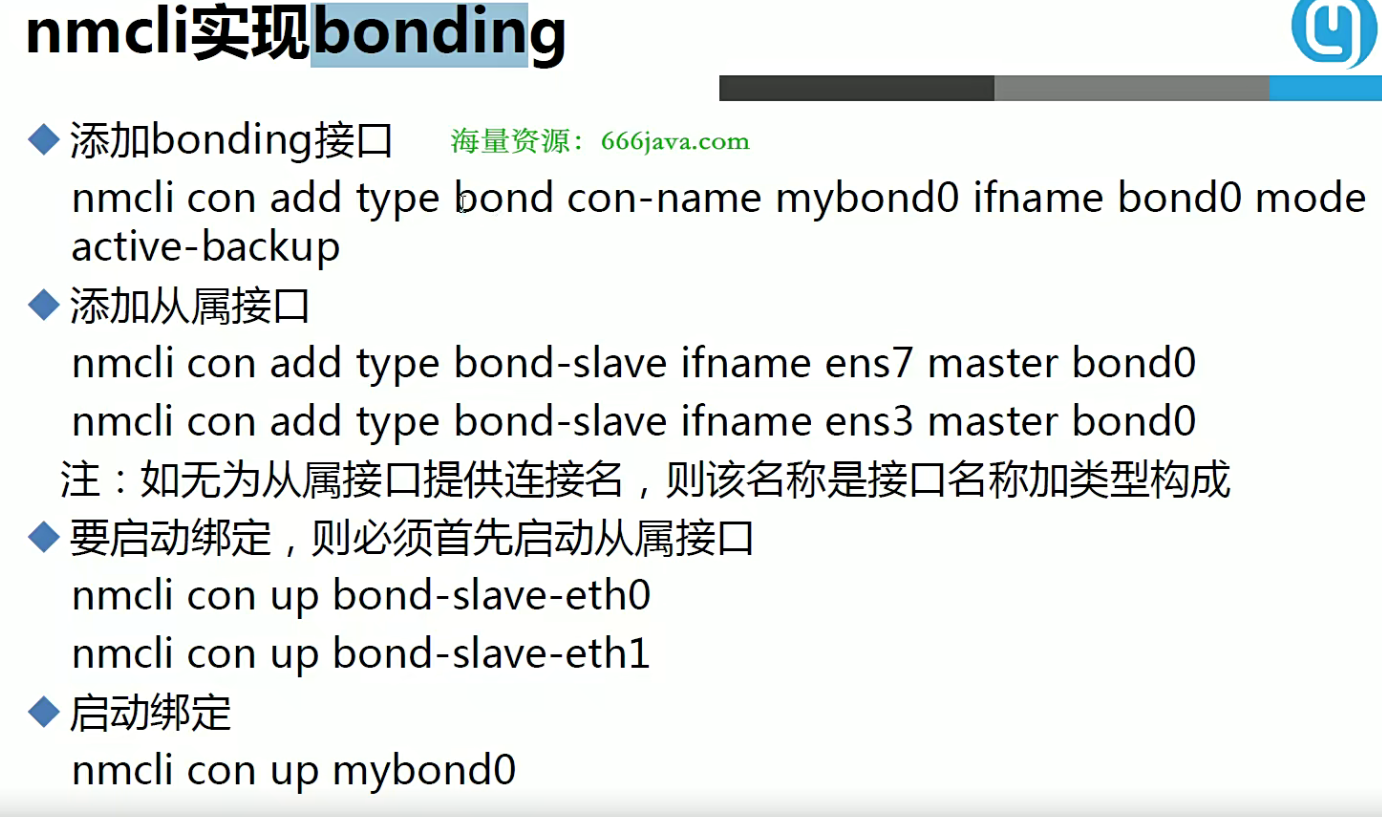 nmcli实现bonding
添加bonding接口
海量资源：666java.com
nmcli con add type bond con-name mybond0 ifname bond0 mode
active-backup
添加从属接口
nmcli con add type bond-slave ifname ens7 master bond0
nmcli con add type bond-slave ifname ens3 master bond0
注：如无为从属接口提供连接名，则该名称是接口名称加类型构成
要启动绑定，则必须首先启动从属接口
nmcli con up bond-slave-eth0
nmcli con up bond-slave-eth1
启动绑定
nmcli con up mybond0